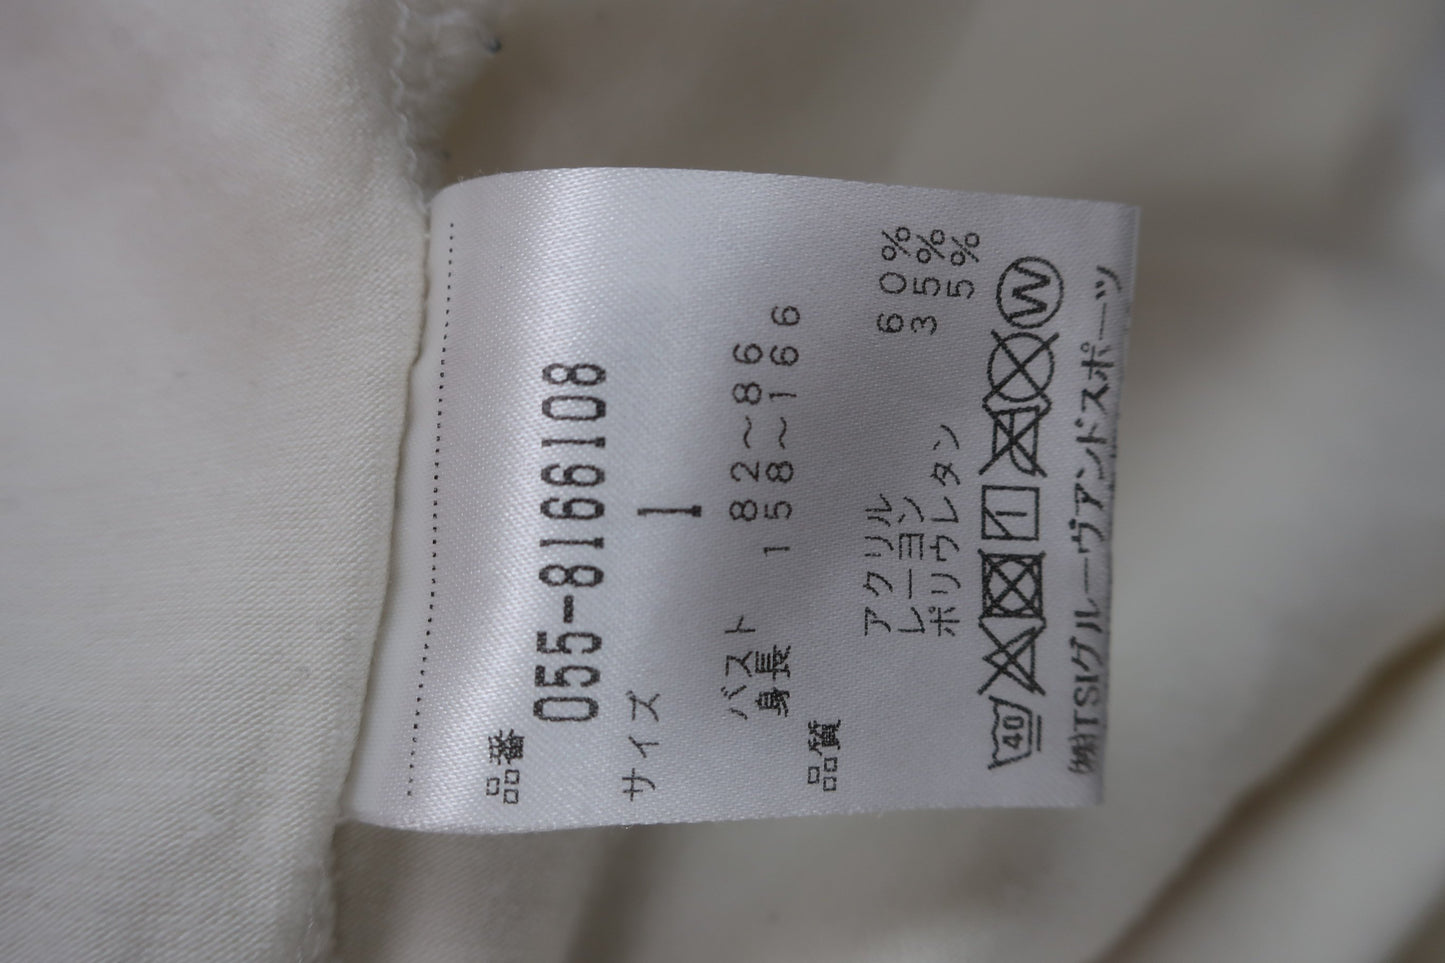 品番
055-8166108
サイズ 1
バスト 82～86
身長 158～166
品質
アクリル 60%
レーヨン 35%
ポリウレタン 5%
40 W
㈱TSIグルーヴアンドスポーツ